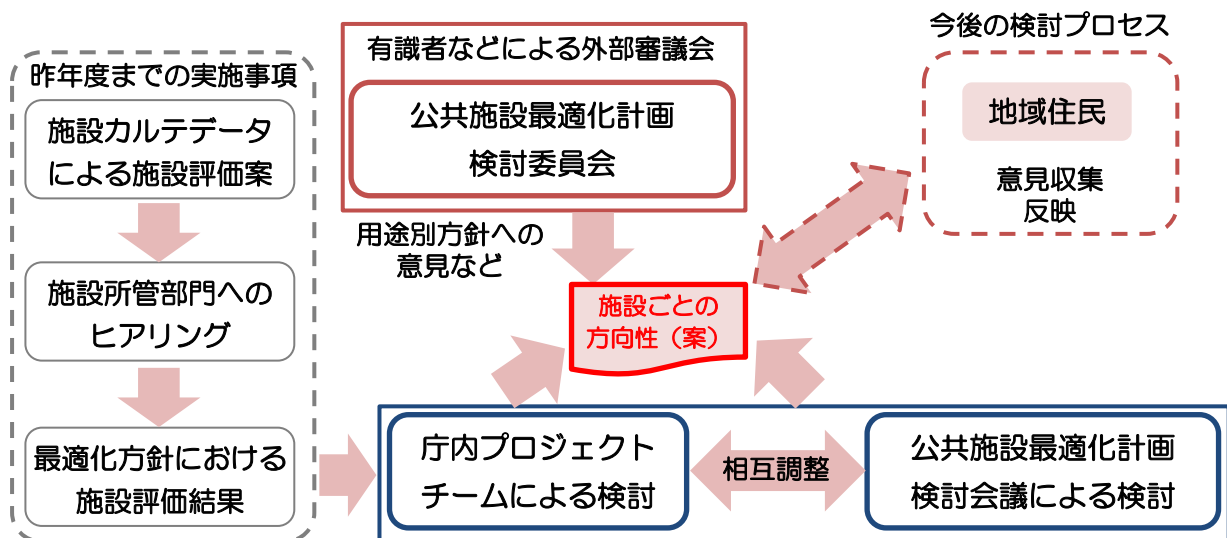 昨年度までの実施事項
施設カルテデータ
による施設評価案
施設所管部門への
ヒアリング
最適化方針における
施設評価結果
有識者などによる外部審議会
公共施設最適化計画
検討委員会
用途別方針への
意見など
今後の検討プロセス
地域住民
意見収集
反映
施設ごとの
方向性（案）
庁内プロジェクト
チームによる検討
相互調整
公共施設最適化計画
検討会議による検討